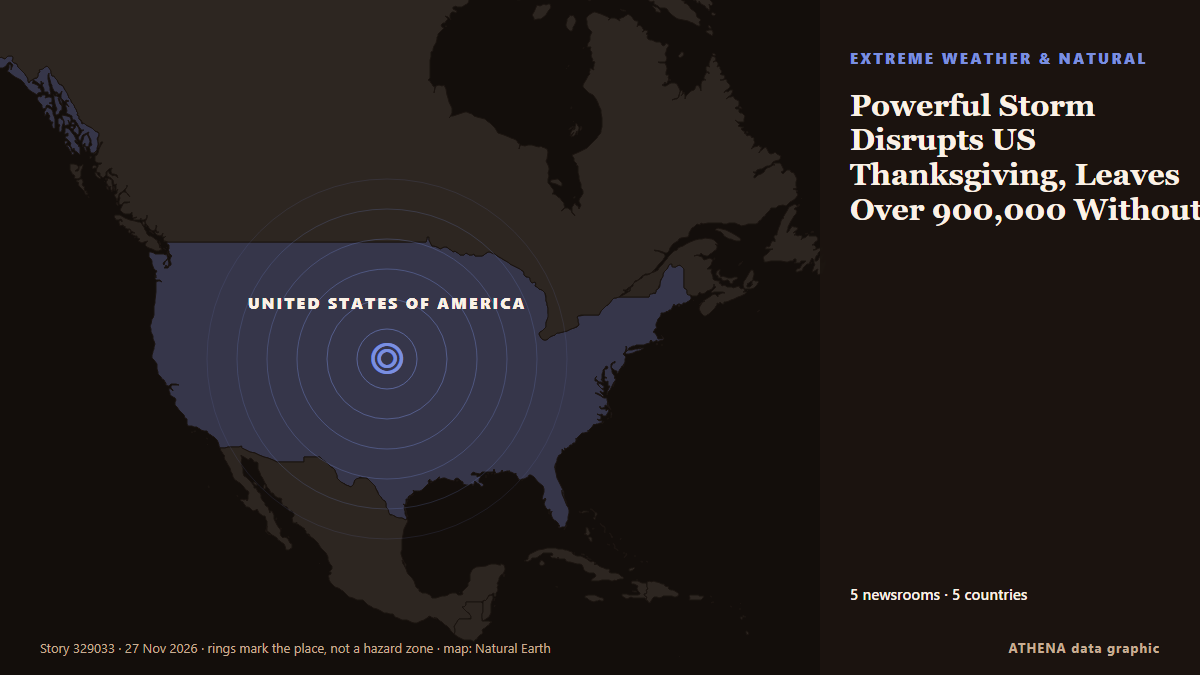 EXTREME WEATHER & NATURAL
Powerful Storm
Disrupts US
Thanksgiving, Leaves
Over 900,000 Without
UNITED STATES OF AMERICA
5 newsrooms · 5 countries
Story 329033 · 27 Nov 2026 · rings mark the place, not a hazard zone · map: Natural Earth
ATHENA data graphic